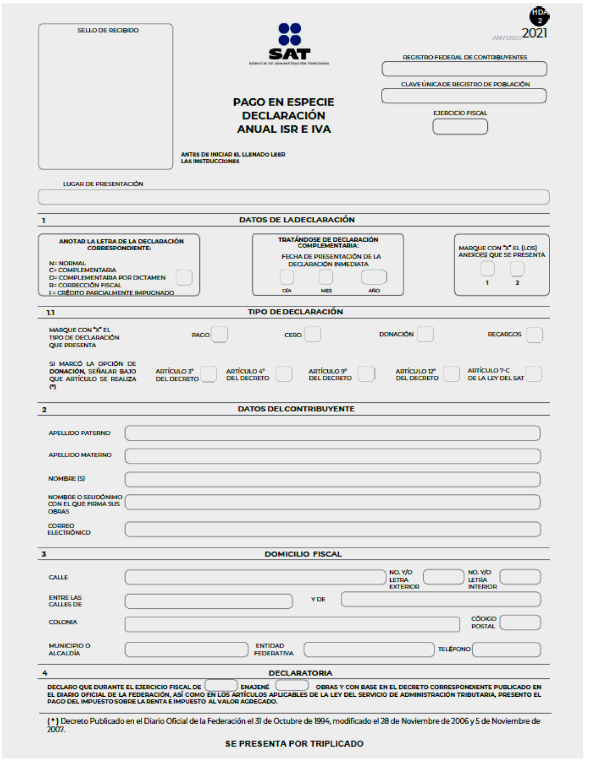 SELLO DE RECIBIDO
SAT
SERVICIO DE ADMINISTRACIÓN TRIBUTARIA
HDA
2
ANVERSO 2021
REGISTRO FEDERAL DE CONTRIBUYENTES
CLAVE ÚNICA DE REGISTRO DE POBLACIÓN
EJERCICIO FISCAL
PAGO EN ESPECIE
DECLARACIÓN
ANUAL ISR E IVA
ANTES DE INICIAR EL LLENADO LEER
LAS INSTRUCCIONES
LUGAR DE PRESENTACIÓN
1 DATOS DE LA DECLARACIÓN
ANOTAR LA LETRA DE LA DECLARACIÓN
CORRESPONDIENTE:
N= NORMAL
C= COMPLEMENTARIA
D= COMPLEMENTARIA POR DICTAMEN
R= CORRECCIÓN FISCAL
I = CRÉDITO PARCIALMENTE IMPUGNADO
TRATÁNDOSE DE DECLARACIÓN
COMPLEMENTARIA:
FECHA DE PRESENTACIÓN DE LA
DECLARACIÓN INMEDIATA
DÍA MES AÑO
MARQUE CON "X" EL (LOS)
ANEXO(S) QUE SE PRESENTA
1 2
1.1 TIPO DE DECLARACIÓN
MARQUE CON "X" EL
TIPO DE DECLARACIÓN
QUE PRESENTA
PAGO CERO DONACIÓN RECARGOS
SI MARCÓ LA OPCIÓN DE
DONACIÓN, SEÑALAR BAJO
QUE ARTÍCULO SE REALIZA
(*)
ARTÍCULO 3º
DEL DECRETO
ARTÍCULO 4º
DEL DECRETO
ARTÍCULO 9º
DEL DECRETO
ARTÍCULO 12º
DEL DECRETO
ARTÍCULO 7-C
DE LA LEY DEL SAT
2 DATOS DEL CONTRIBUYENTE
APELLIDO PATERNO
APELLIDO MATERNO
NOMBRE (S)
NOMBRE O SEUDÓNIMO
CON EL QUE FIRMA SUS
OBRAS
CORREO
ELECTRÓNICO
3 DOMICILIO FISCAL
CALLE
NO. Y/O
LETRA
EXTERIOR
NO. Y/O
LETRA
INTERIOR
ENTRE LAS
CALLES DE
Y DE
COLONIA
CÓDIGO
POSTAL
MUNICIPIO O
ALCALDÍA
ENTIDAD
FEDERATIVA
TELÉFONO
4 DECLARATORIA
DECLARO QUE DURANTE EL EJERCICIO FISCAL DE ENAJENÉ OBRAS Y CON BASE EN EL DECRETO CORRESPONDIENTE PUBLICADO EN
EL DIARIO OFICIAL DE LA FEDERACIÓN, ASÍ COMO EN LOS ARTÍCULOS APLICABLES DE LA LEY DEL SERVICIO DE ADMINISTRACIÓN TRIBUTARIA, PRESENTO EL
PAGO DEL IMPUESTO SOBRE LA RENTA E IMPUESTO AL VALOR AGREGADO.
(*) Decreto Publicado en el Diario Oficial de la Federación el 31 de Octubre de 1994, modificado el 28 de Noviembre de 2006 y 5 de Noviembre de
2007.
SE PRESENTA POR TRIPLICADO